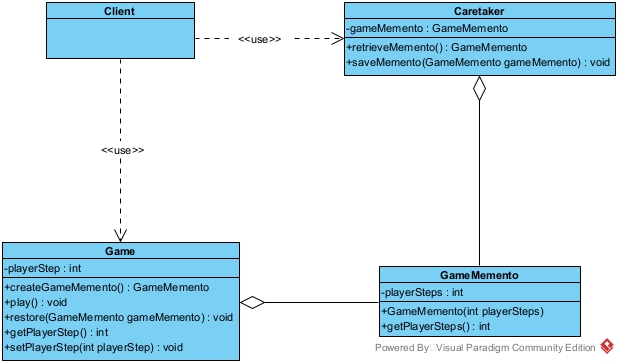 Client
Caretaker
-gameMemento : GameMemento
+retrieveMemento() : GameMemento
+saveMemento(GameMemento gameMemento) : void
<<use>>
<<use>>
Game
-playerStep : int
+createGameMemento() : GameMemento
+play() : void
+restore(GameMemento gameMemento) : void
+getPlayerStep() : int
+setPlayerStep(int playerStep) : void
GameMemento
-playerSteps : int
+GameMemento(int playerSteps)
+getPlayerSteps() : int
Powered By Visual Paradigm Community Edition